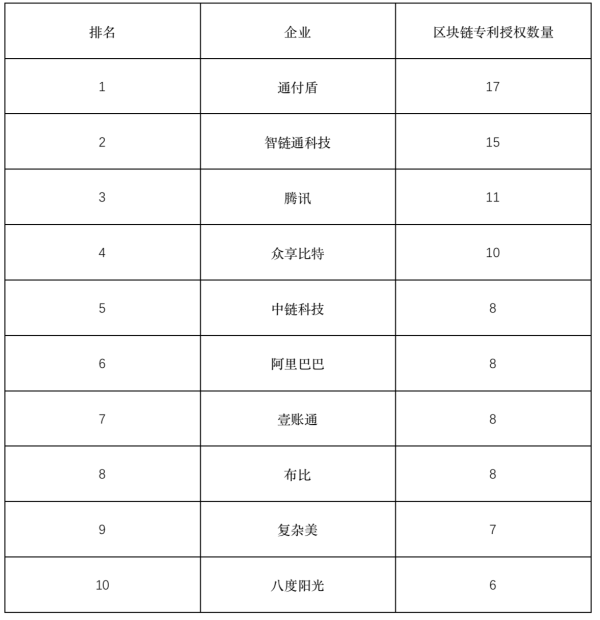 排名 企业 区块链专利授权数量
1 通付盾 17
2 智链通科技 15
3 腾讯 11
4 众享比特 10
5 中链科技 8
6 阿里巴巴 8
7 壹账通 8
8 布比 8
9 复杂美 7
10 八度阳光 6